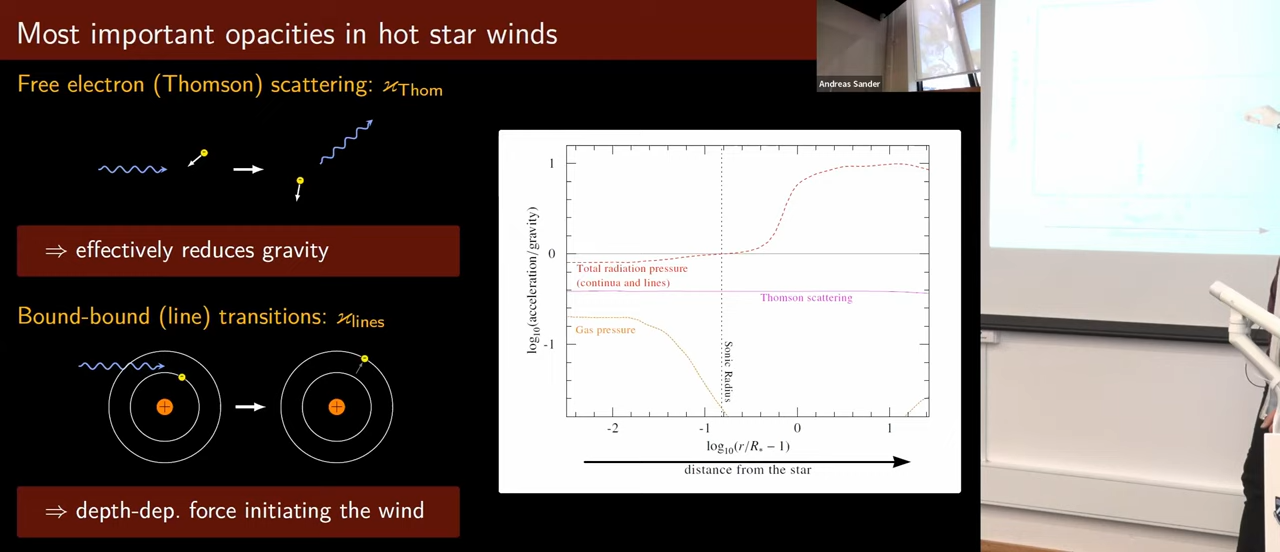 Most important opacities in hot star winds
Andreas Sander
Free electron (Thomson) scattering: ϰThom
⇒ effectively reduces gravity
Bound-bound (line) transitions: ϰlines
⇒ depth-dep. force initiating the wind
log10(acceleration/gravity)
1
0
-1
Total radiation pressure
(continua and lines)
Thomson scattering
Gas pressure
Sonic Radius
-2 -1 0 1
log10(r/R* − 1)
distance from the star